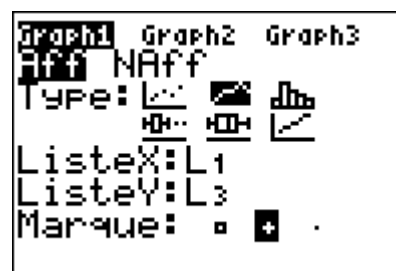 Graph1 Graph2 Graph3
Aff NAff
Type:
ListeX:L1
ListeY:L3
Marque: